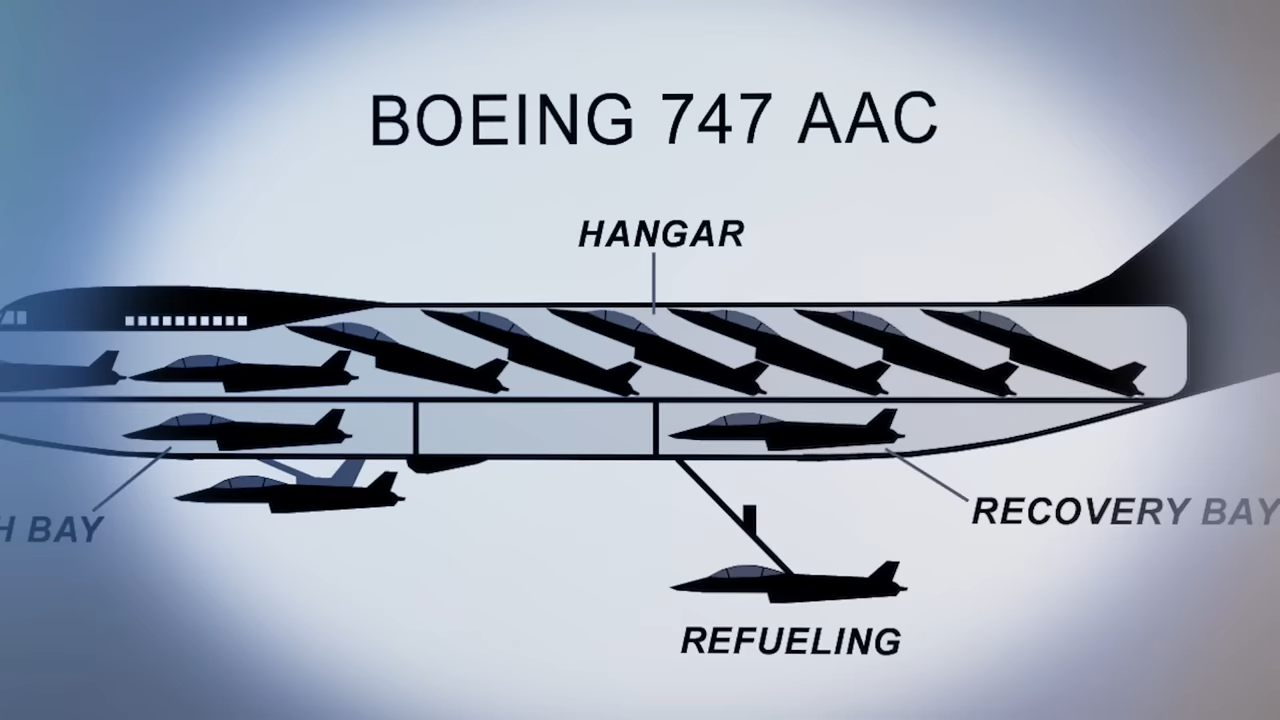 BOEING 747 AAC
HANGAR
RECOVERY BAY
H BAY
REFUELING